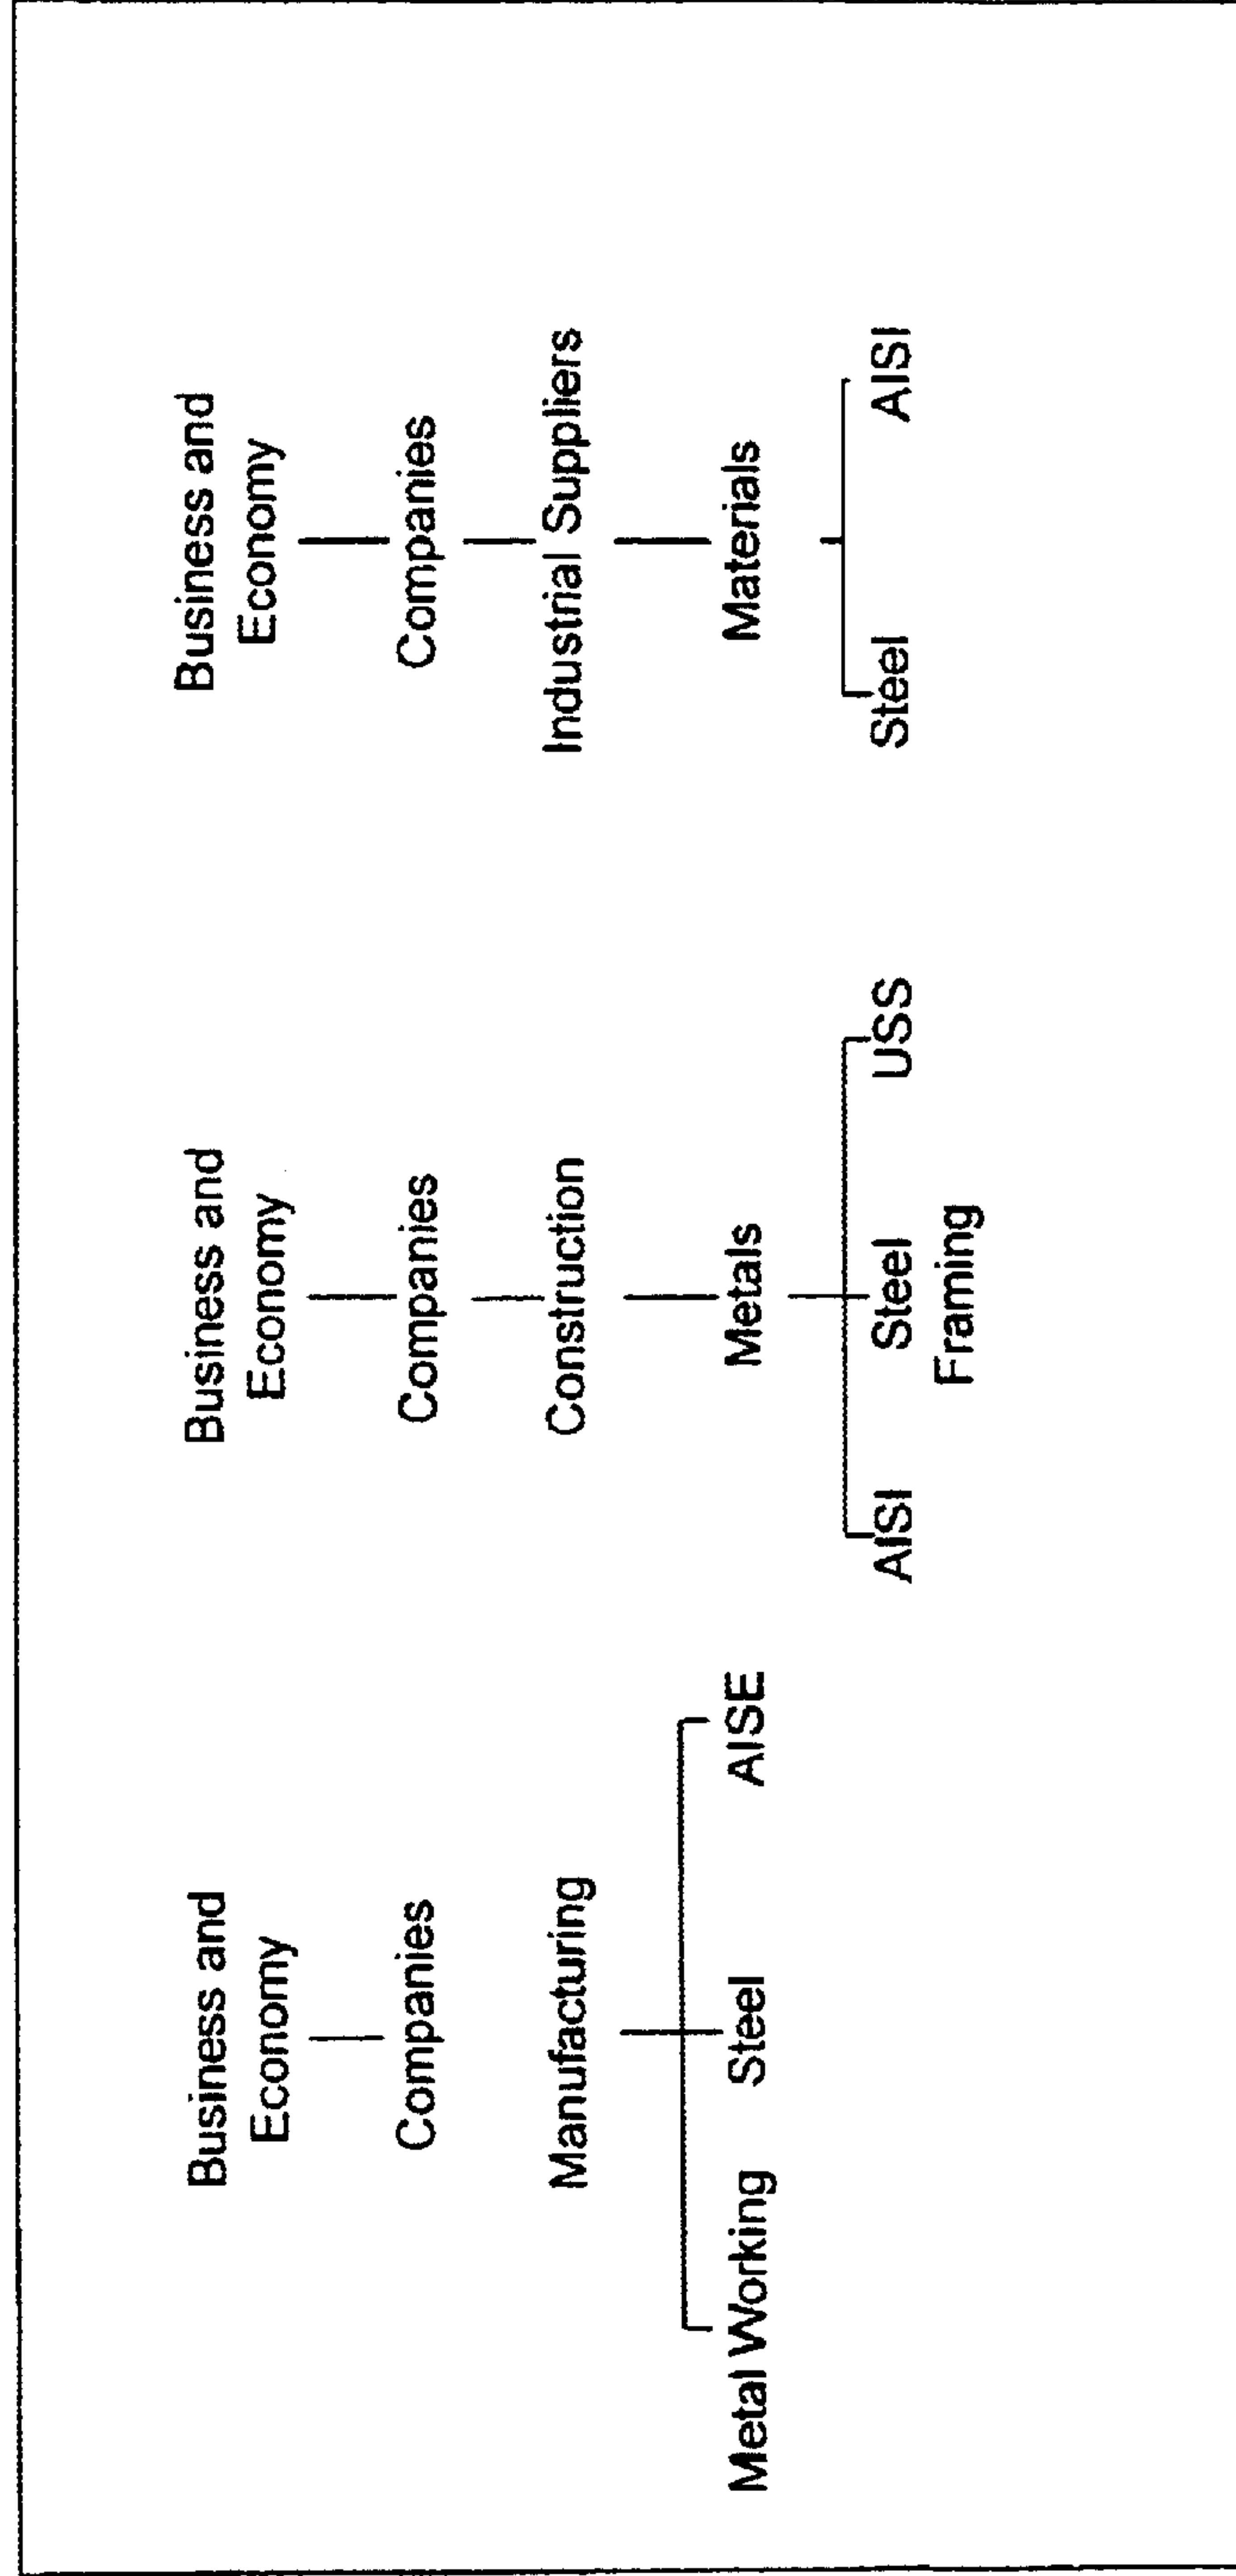 Business and
Economy
Companies
Manufacturing
Metal Working
Steel
AISE
Business and
Economy
Companies
Construction
Metals
AISI
Steel
Framing
USS
Business and
Economy
Companies
Industrial Suppliers
Materials
Steel
AISI